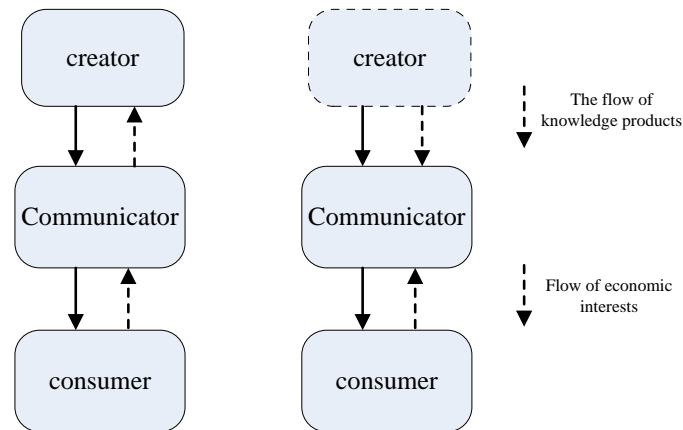 creator
Communicator
consumer
creator
Communicator
consumer
The flow of
knowledge products
Flow of economic
interests